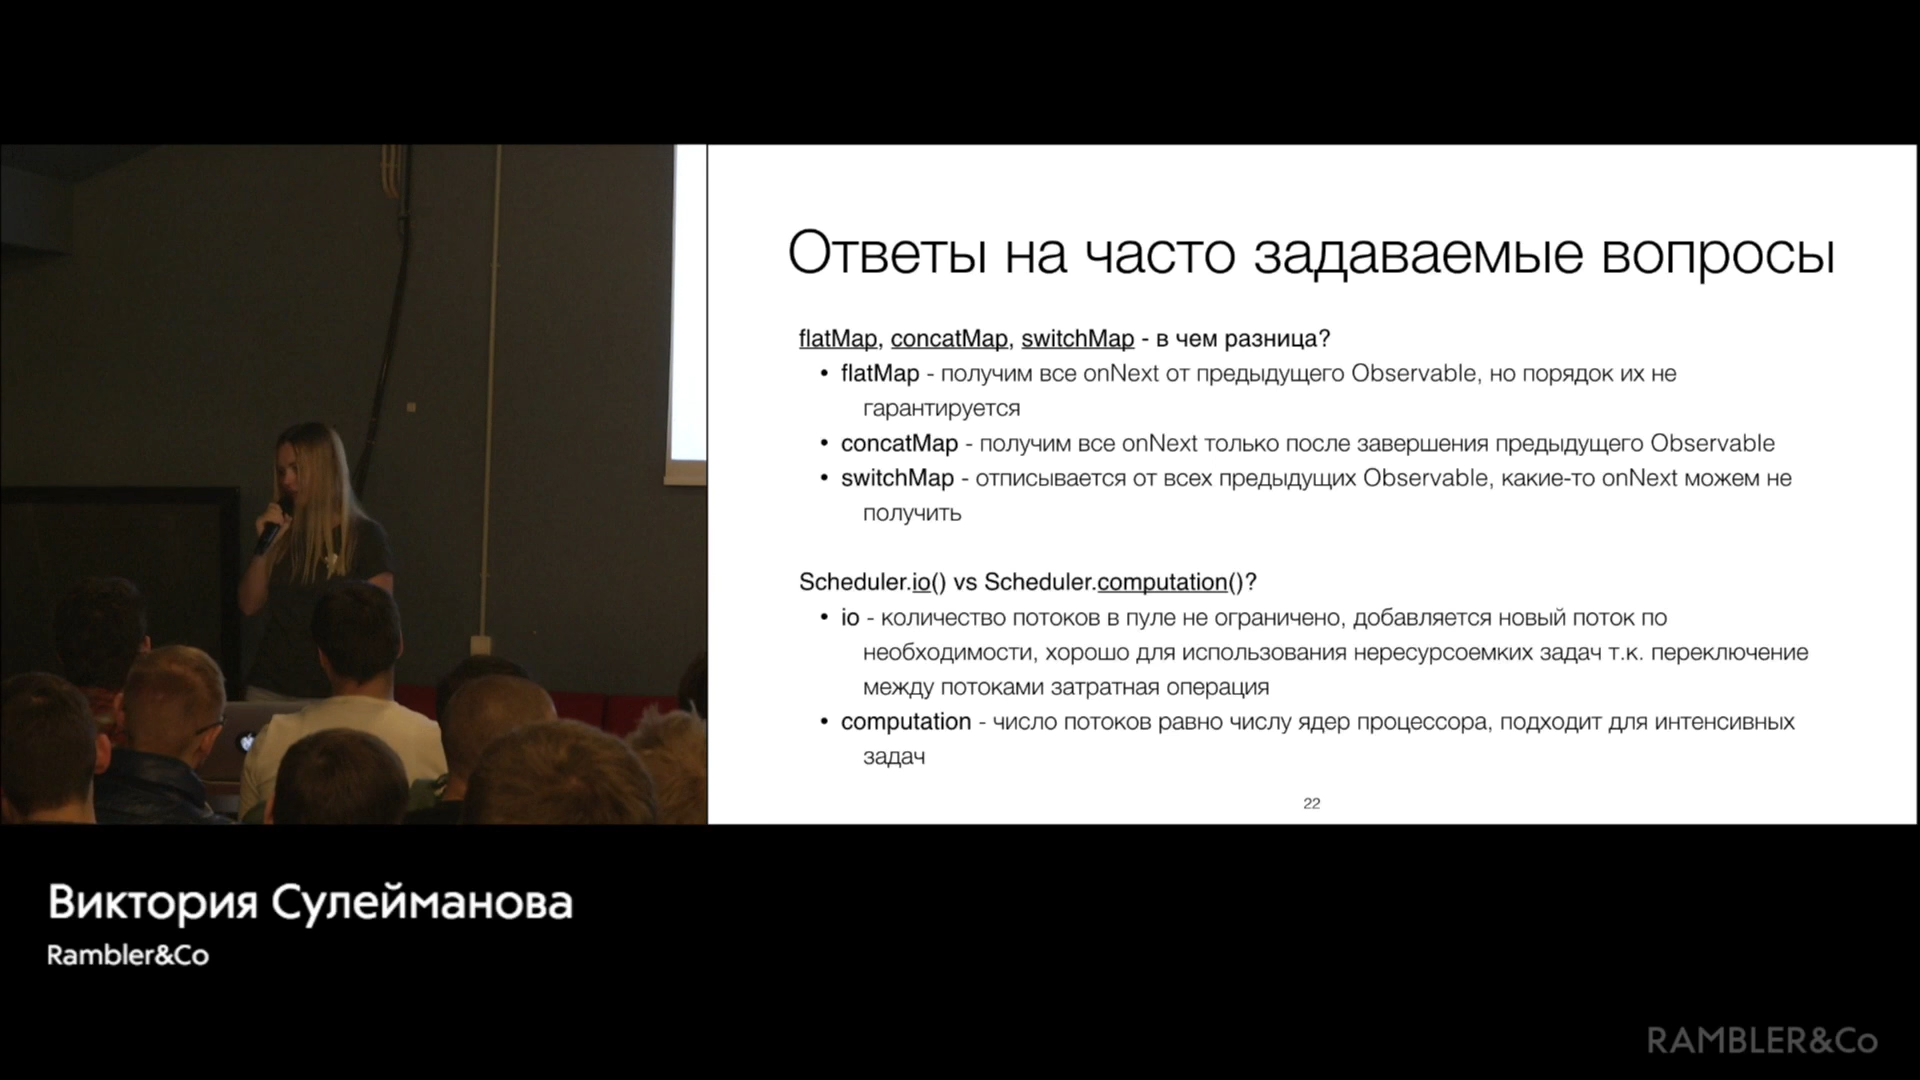 Ответы на часто задаваемые вопросы
flatMap, concatMap, switchMap - в чем разница?
• flatMap - получим все onNext от предыдущего Observable, но порядок их не
гарантируется
• concatMap - получим все onNext только после завершения предыдущего Observable
• switchMap - отписывается от всех предыдущих Observable, какие-то onNext можем не
получить
Scheduler.io() vs Scheduler.computation()?
• io - количество потоков в пуле не ограничено, добавляется новый поток по
необходимости, хорошо для использования нересурсоемких задач т.к. переключение
между потоками затратная операция
• computation - число потоков равно числу ядер процессора, подходит для интенсивных
задач
22
Виктория Сулейманова
Rambler&Co
RAMBLER&Co